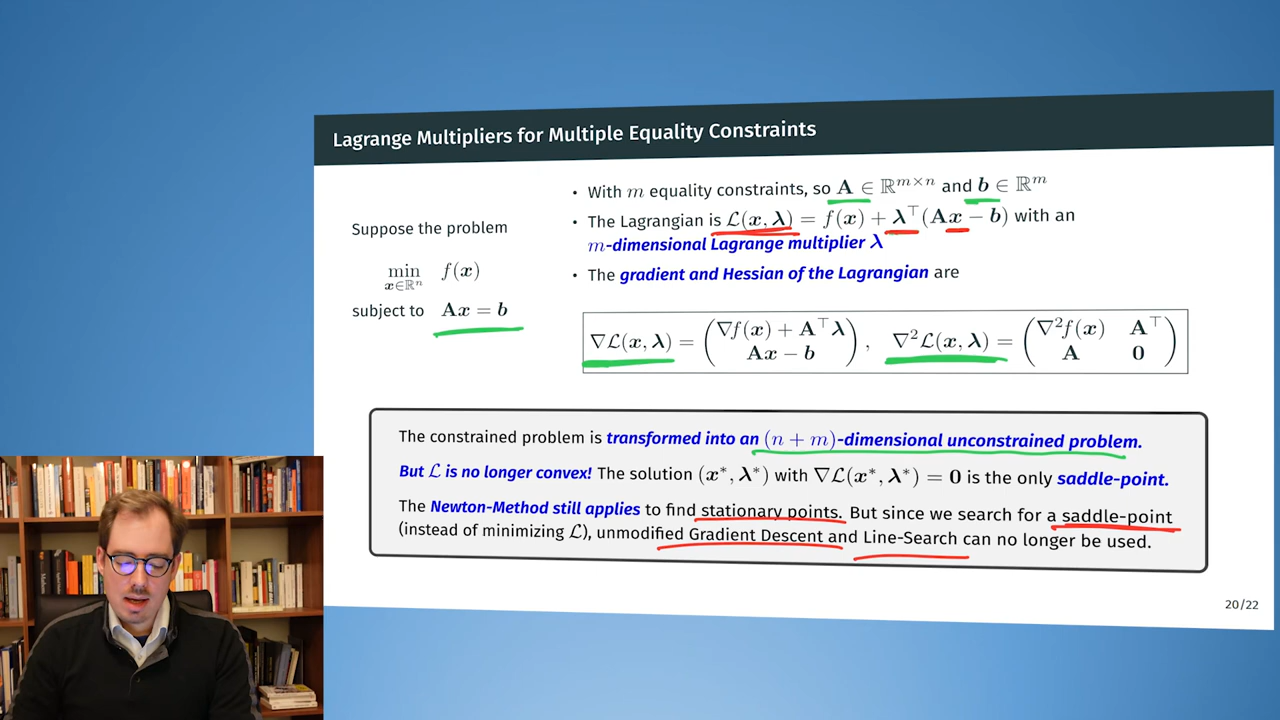 Lagrange Multipliers for Multiple Equality Constraints
Suppose the problem
min f(x)
x∈ℝⁿ
subject to Ax = b
• With m equality constraints, so A ∈ ℝ^{m×n} and b ∈ ℝ^m
• The Lagrangian is ℒ(x, λ) = f(x) + λ^⊤(Ax − b) with an
m-dimensional Lagrange multiplier λ
• The gradient and Hessian of the Lagrangian are
∇ℒ(x, λ) = (∇f(x) + A^⊤λ; Ax − b), ∇²ℒ(x, λ) = (∇²f(x) A^⊤; A 0)
The constrained problem is transformed into an (n + m)-dimensional unconstrained problem.
But ℒ is no longer convex! The solution (x*, λ*) with ∇ℒ(x*, λ*) = 0 is the only saddle-point.
The Newton-Method still applies to find stationary points. But since we search for a saddle-point
(instead of minimizing ℒ), unmodified Gradient Descent and Line-Search can no longer be used.
20/22